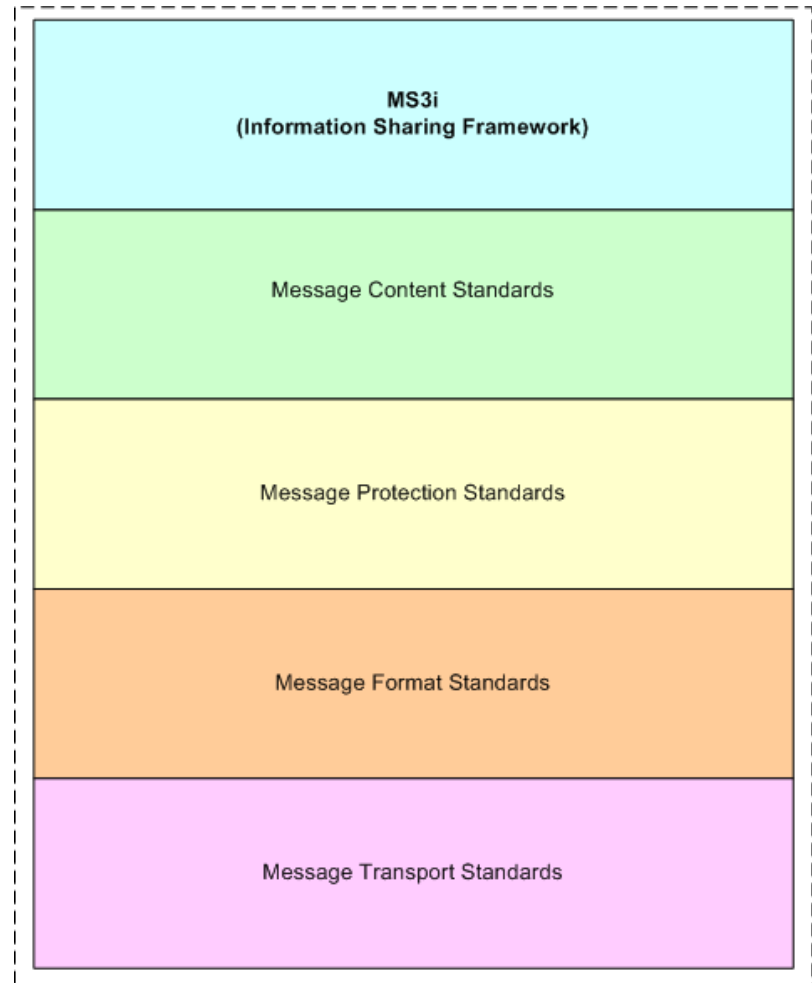 MS3i
(Information Sharing Framework)
Message Content Standards
Message Protection Standards
Message Format Standards
Message Transport Standards